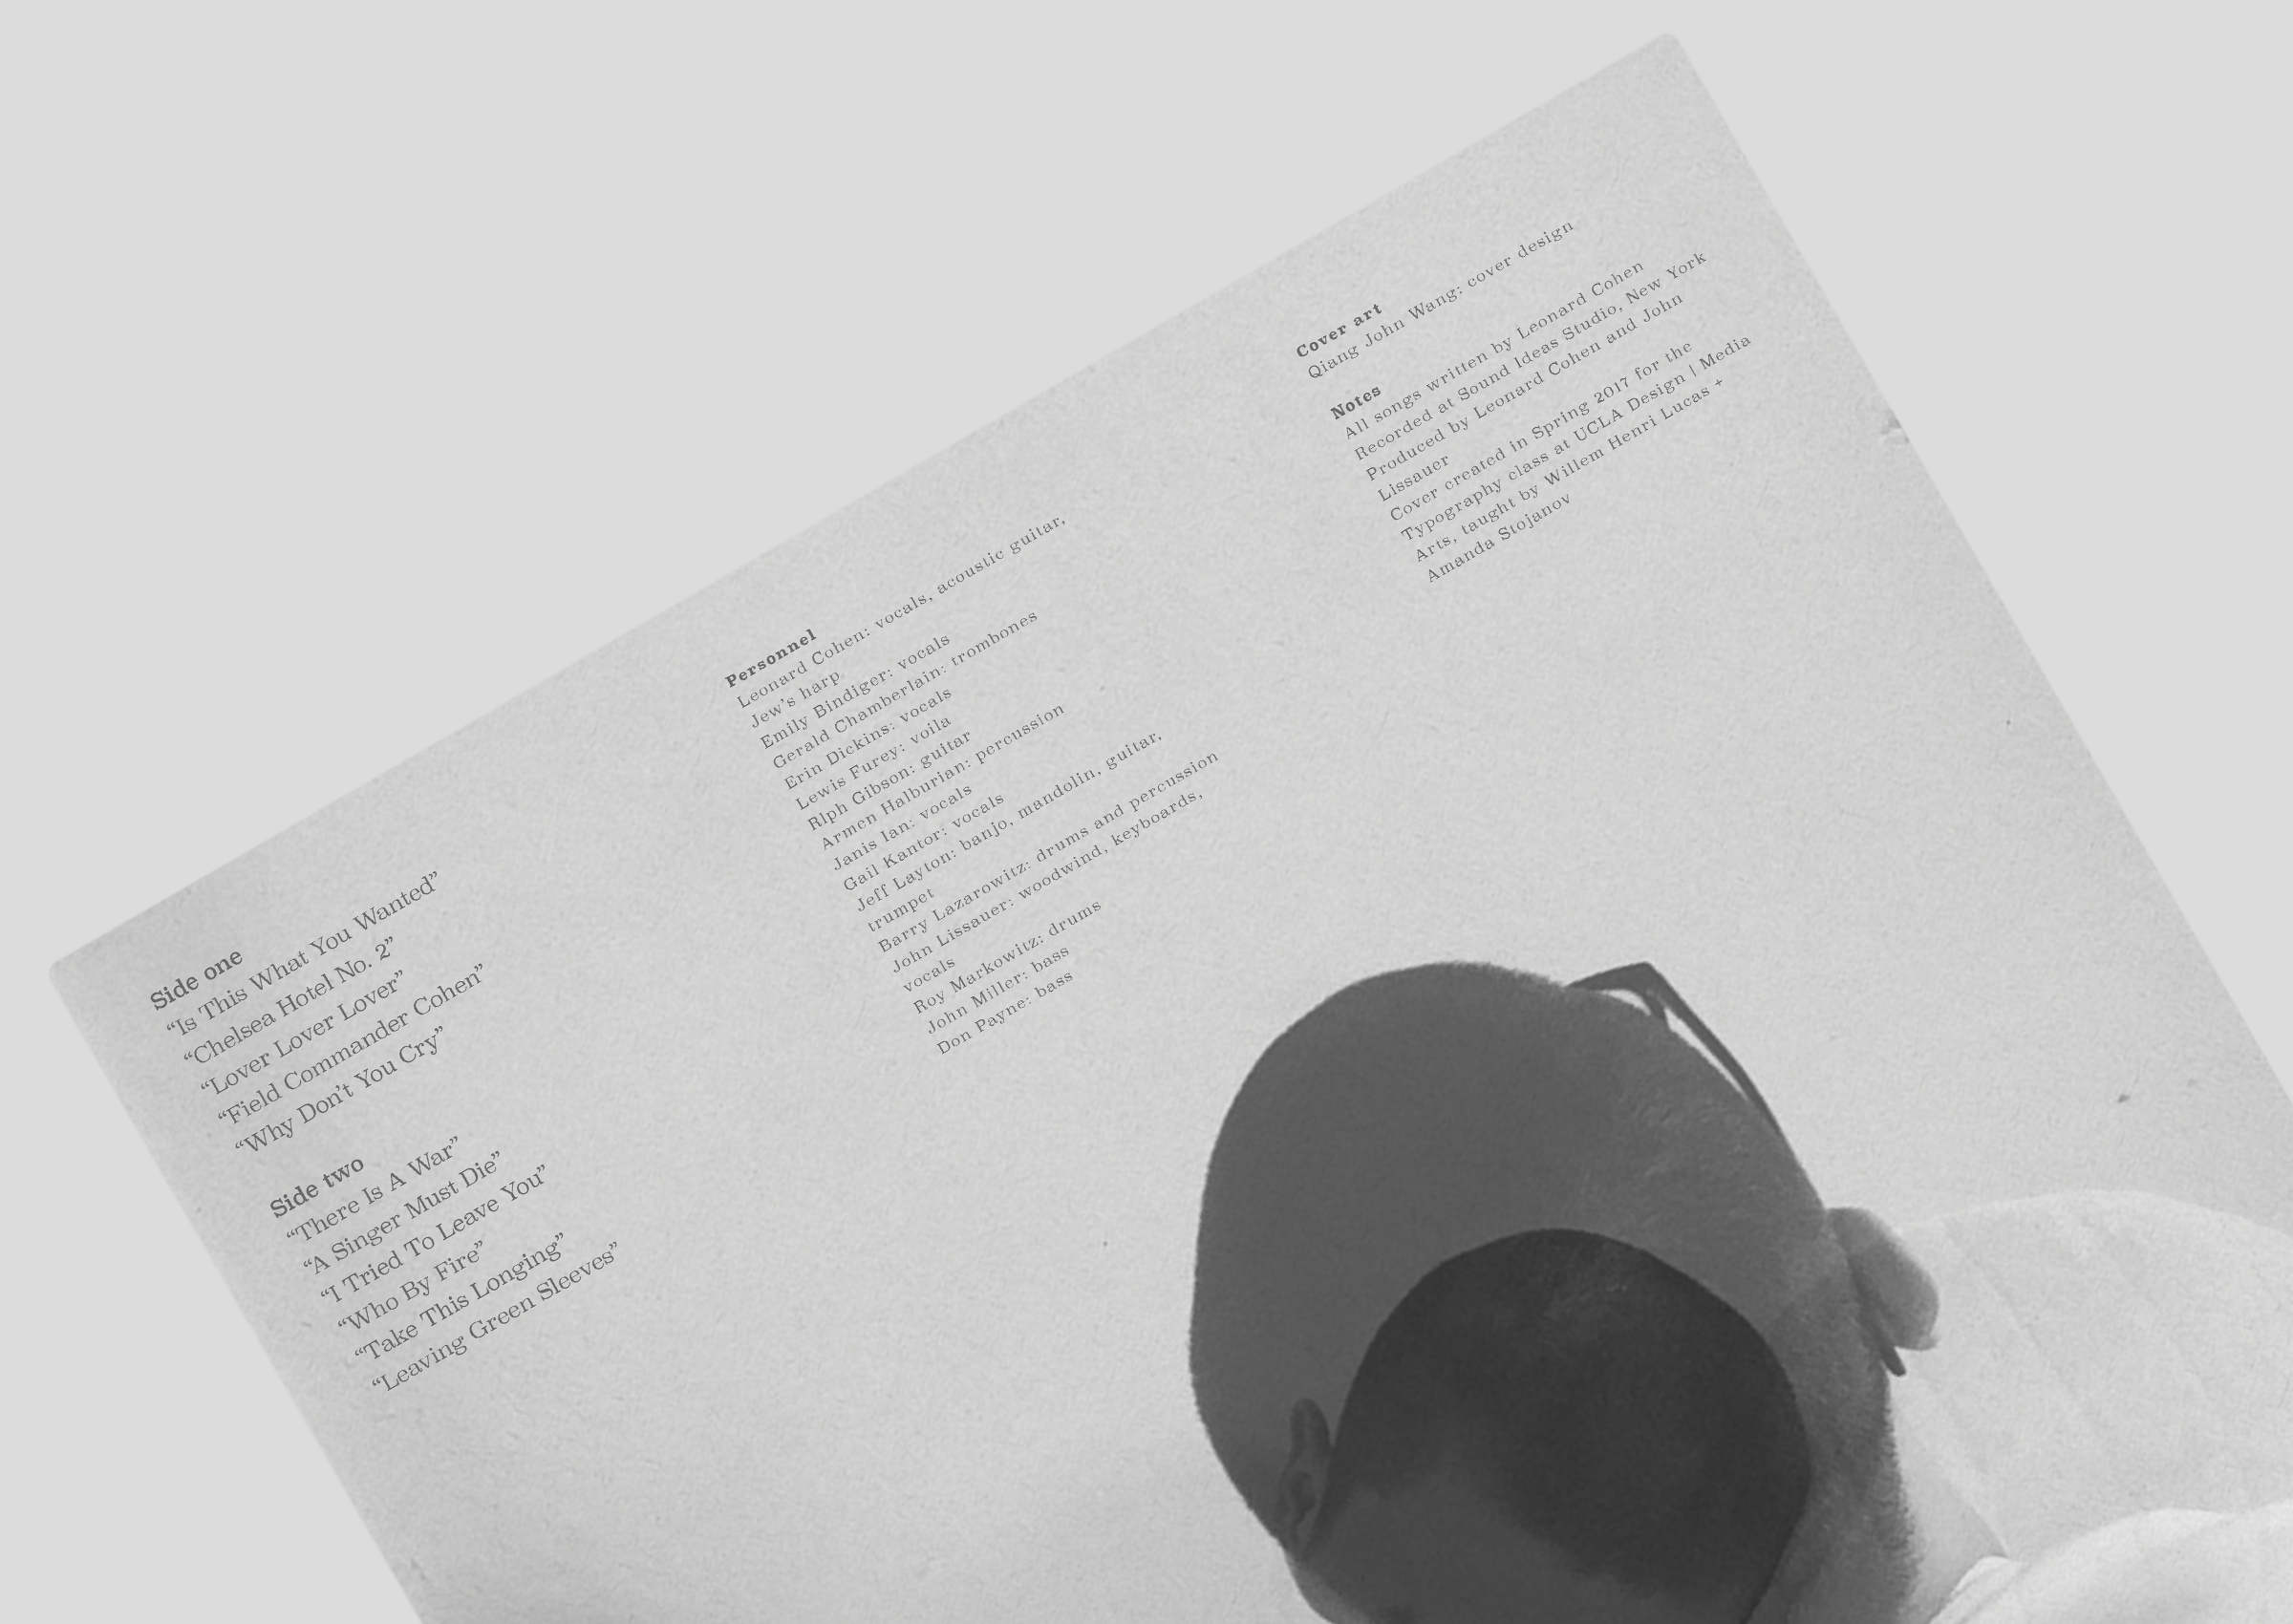 Side one
“Is This What You Wanted”
“Chelsea Hotel No. 2”
“Lover Lover Lover”
“Field Commander Cohen”
“Why Don’t You Cry”
Side two
“There Is A War”
“A Singer Must Die”
“I Tried To Leave You”
“Who By Fire”
“Take This Longing”
“Leaving Green Sleeves”
Personnel
Leonard Cohen: vocals, acoustic guitar,
Jew’s harp
Emily Bindiger: vocals
Gerald Chamberlain: trombones
Erin Dickins: vocals
Lewis Furey: voila
Rlph Gibson: guitar
Armen Halburian: percussion
Janis Ian: vocals
Gail Kantor: vocals
Jeff Layton: banjo, mandolin, guitar,
trumpet
Barry Lazarowitz: drums and percussion
John Lissauer: woodwind, keyboards,
vocals
Roy Markowitz: drums
John Miller: bass
Don Payne: bass
Cover art
Qiang John Wang: cover design
Notes
All songs written by Leonard Cohen
Recorded at Sound Ideas Studio, New York
Produced by Leonard Cohen and John
Lissauer
Cover created in Spring 2017 for the
Typography class at UCLA Design | Media
Arts, taught by Willem Henri Lucas +
Amanda Stojanov